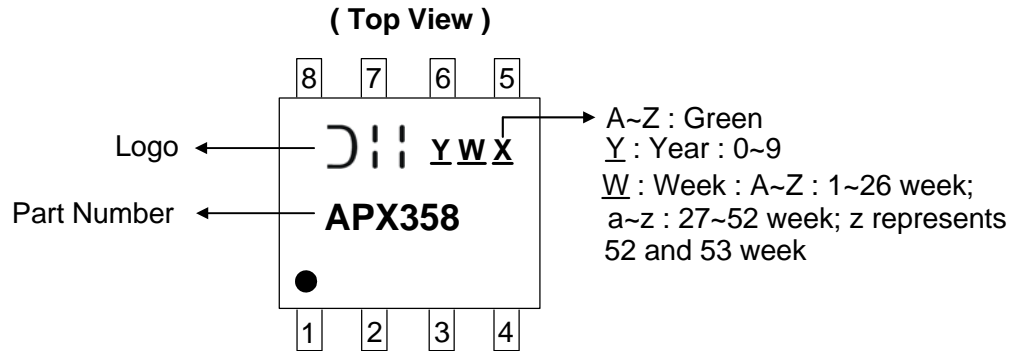 ( Top View )
8 7 6 5
Logo
Y W X
A~Z : Green
Y : Year : 0~9
W : Week : A~Z : 1~26 week;
a~z : 27~52 week; z represents
52 and 53 week
Part Number
APX358
1 2 3 4